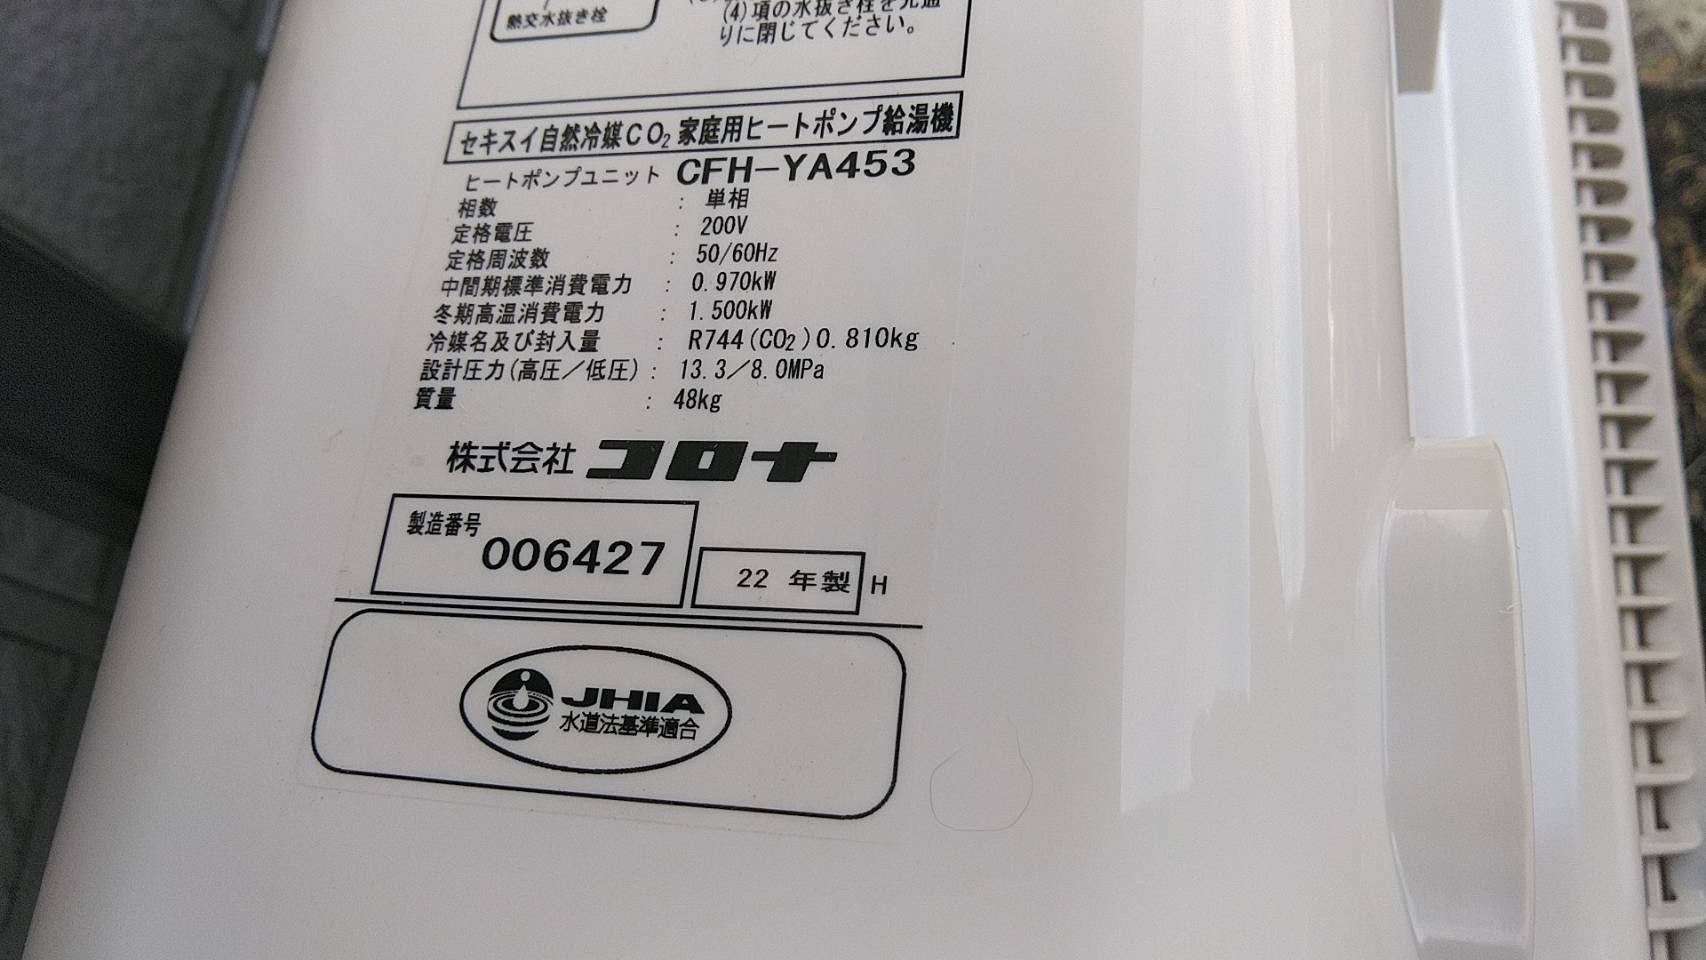 熱交水抜き栓
(4)項の水抜き栓を元通
りに閉じてください。
セキスイ自然冷媒CO₂家庭用ヒートポンプ給湯機
ヒートポンプユニット CFH-YA453
相数 : 単相
定格電圧 : 200V
定格周波数 : 50/60Hz
中間期標準消費電力 : 0.970kW
冬期高温消費電力 : 1.500kW
冷媒名及び封入量 : R744(CO₂)0.810kg
設計圧力(高圧/低圧) : 13.3/8.0MPa
質量 : 48kg
株式会社 コロナ
製造番号
006427
22 年製 H
JHIA
水道法基準適合